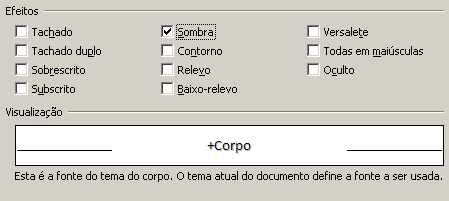 Efeitos
Tachado
Sombra
Versalete
Tachado duplo
Contorno
Todas em maiúsculas
Sobrescrito
Relevo
Oculto
Subscrito
Baixo-relevo
Visualização
+Corpo
Esta é a fonte do tema do corpo. O tema atual do documento define a fonte a ser usada.